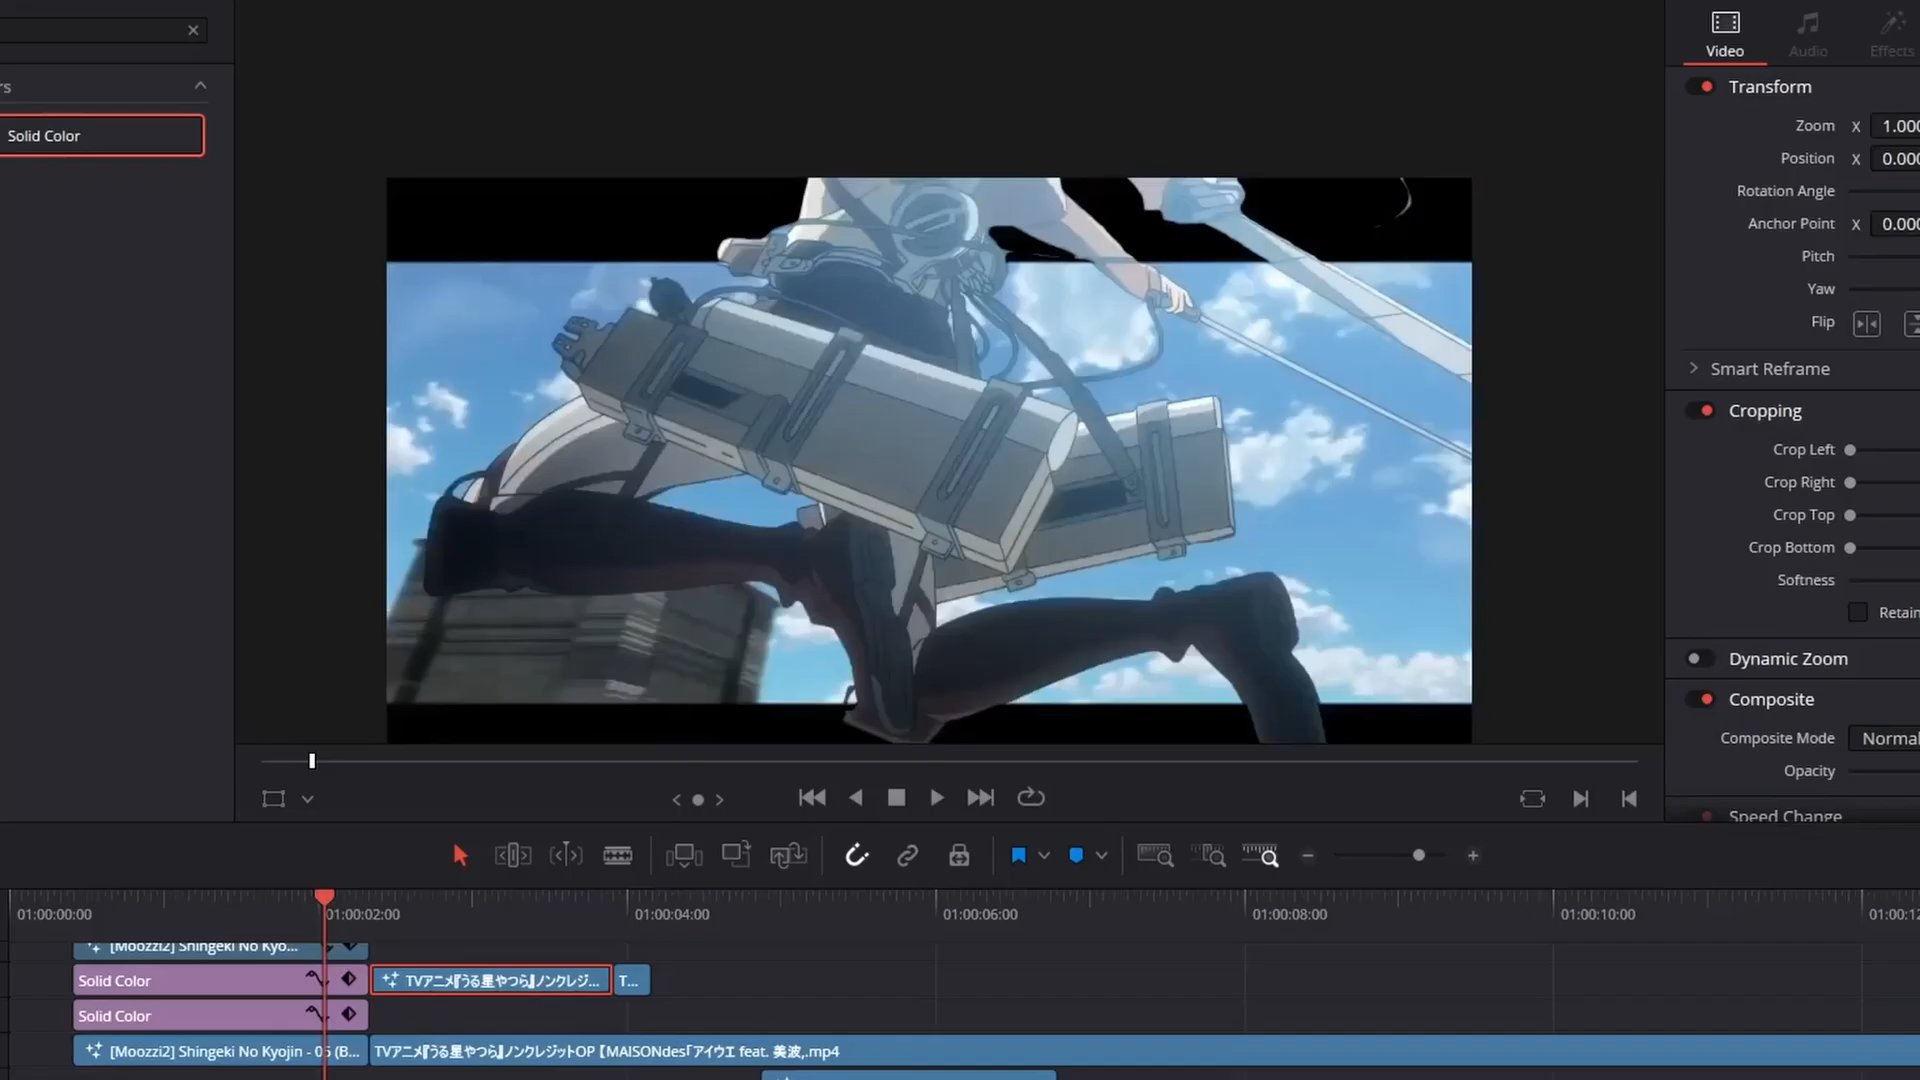 rs
Solid Color
Video
Audio
Effects
Transform
Zoom X 1.000
Position X 0.000
Rotation Angle
Anchor Point X 0.000
Pitch
Yaw
Flip
Smart Reframe
Cropping
Crop Left
Crop Right
Crop Top
Crop Bottom
Softness
Retain
Dynamic Zoom
Composite
Composite Mode Normal
Opacity
Speed Change
01:00:00:00
01:00:02:00
01:00:04:00
01:00:06:00
01:00:08:00
01:00:10:00
01:00:12
[Moozzi2] Shingeki No Kyo...
Solid Color
TVアニメ『うる星やつら』ノンクレジ...
T...
Solid Color
[Moozzi2] Shingeki No Kyojin - 05 (B...
TVアニメ『うる星やつら』ノンクレジットOP【MAISONdes「アイウエ feat. 美波,.mp4